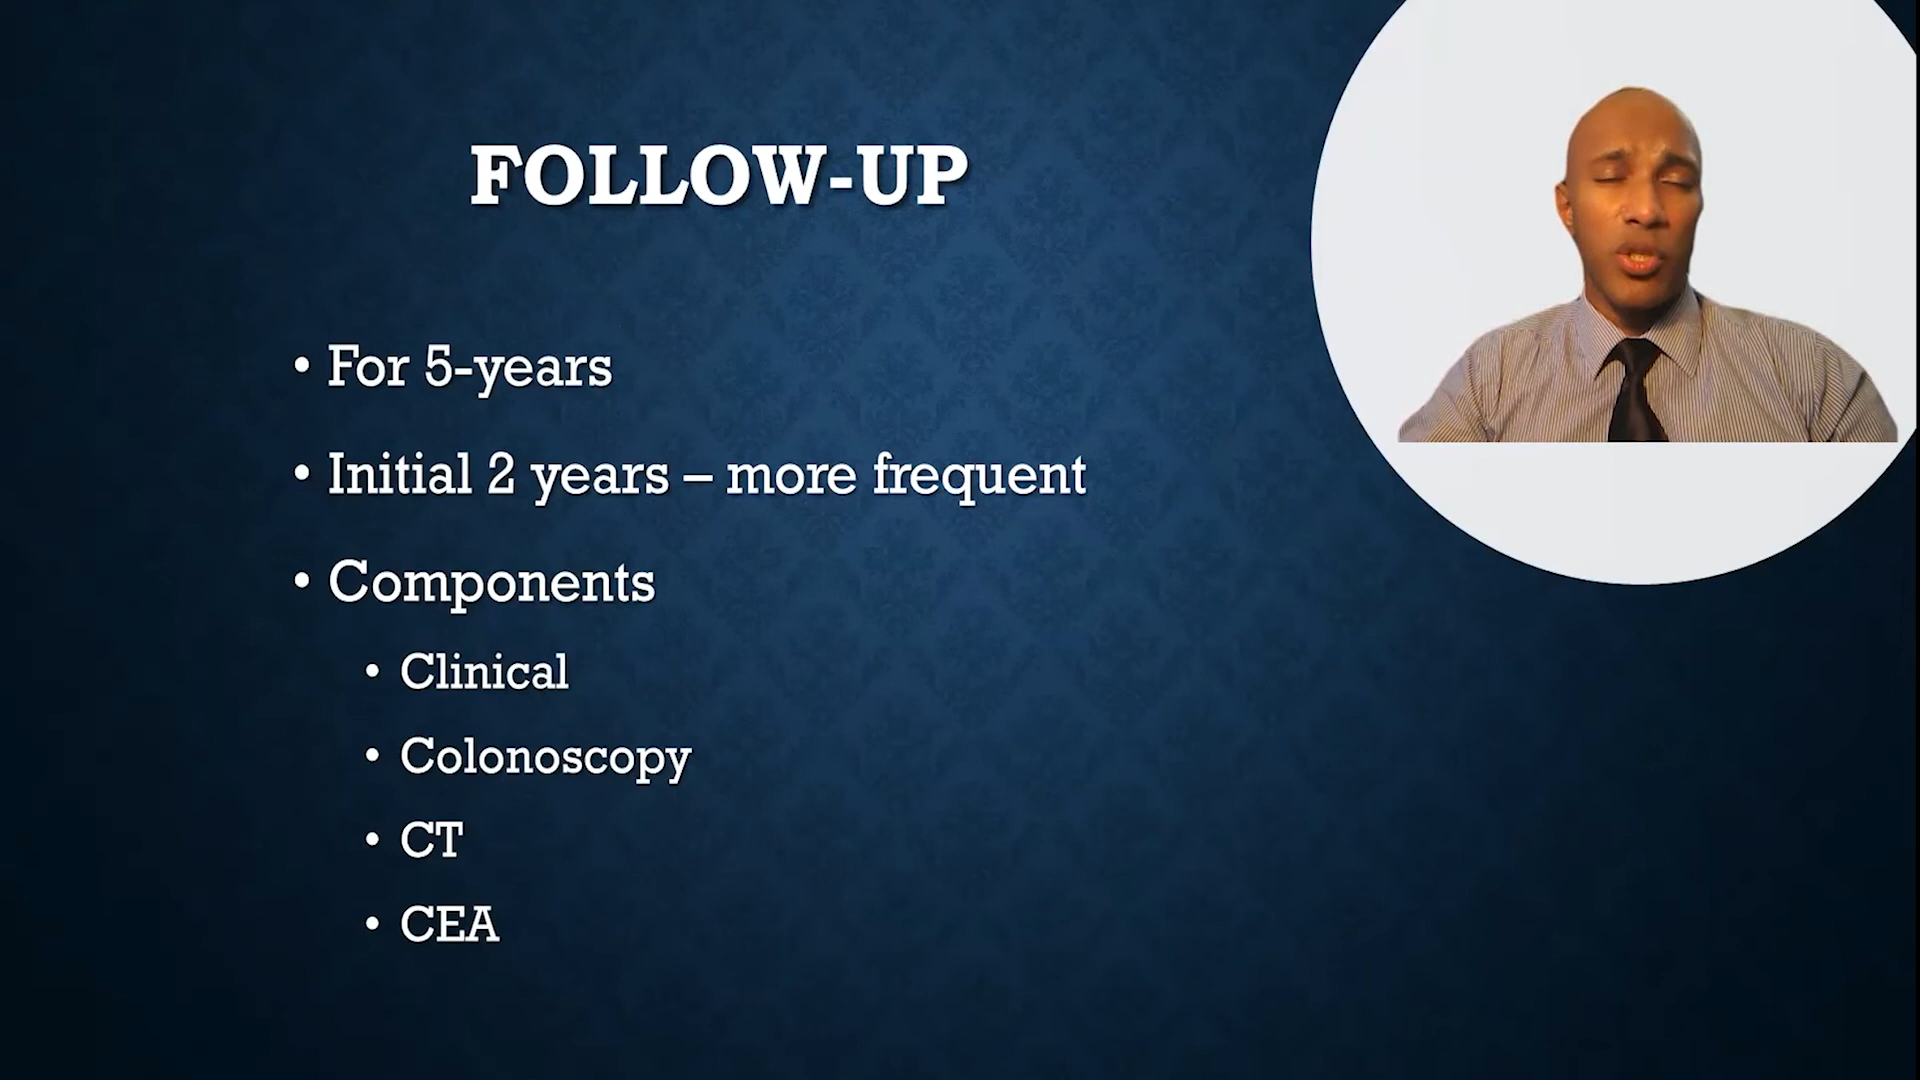 FOLLOW-UP
• For 5-years
• Initial 2 years – more frequent
• Components
• Clinical
• Colonoscopy
• CT
• CEA